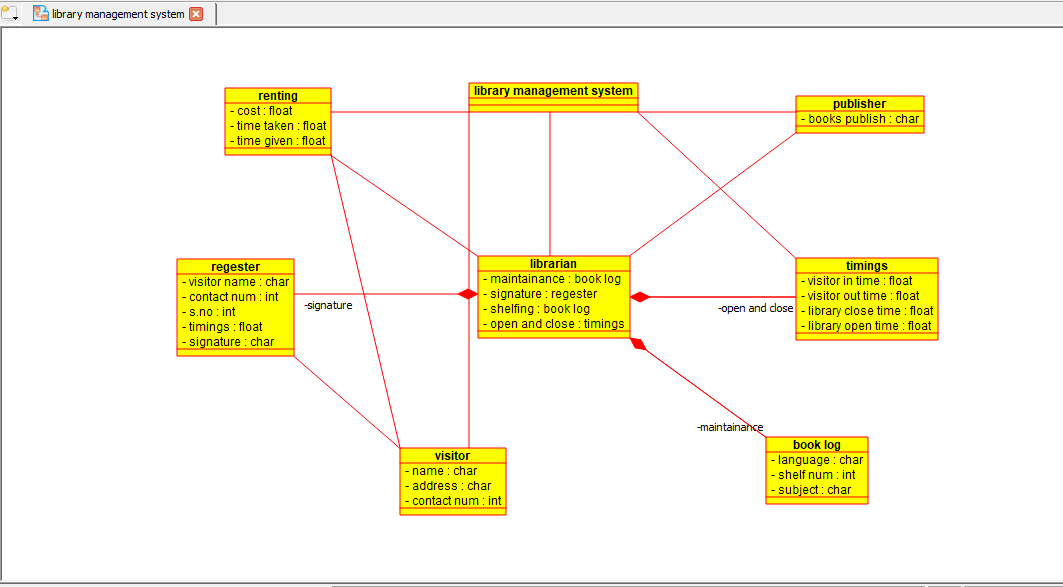 library management system
renting
- cost : float
- time taken : float
- time given : float
library management system
publisher
- books publish : char
regester
- visitor name : char
- contact num : int
- s.no : int
- timings : float
- signature : char
-signature
librarian
- maintainance : book log
- signature : regester
- shelfing : book log
- open and close : timings
-open and close
timings
- visitor in time : float
- visitor out time : float
- library close time : float
- library open time : float
-maintainance
visitor
- name : char
- address : char
- contact num : int
book log
- language : char
- shelf num : int
- subject : char